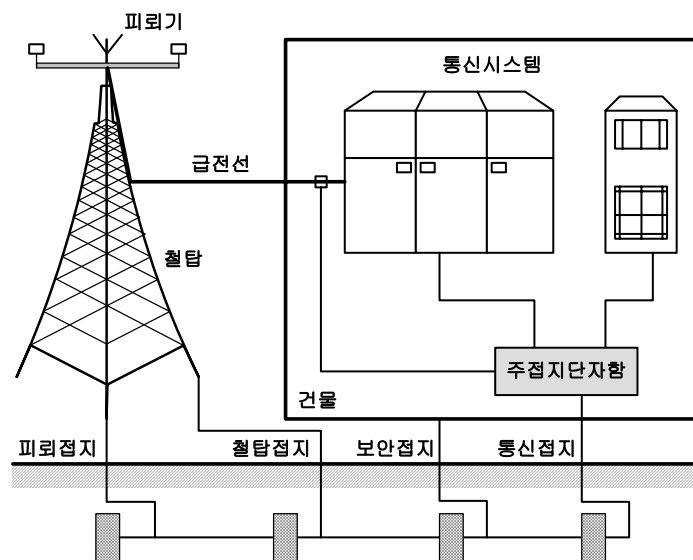 피뢰기
통신시스템
급전선
철탑
주접지단자함
건물
피뢰접지
철탑접지
보안접지
통신접지